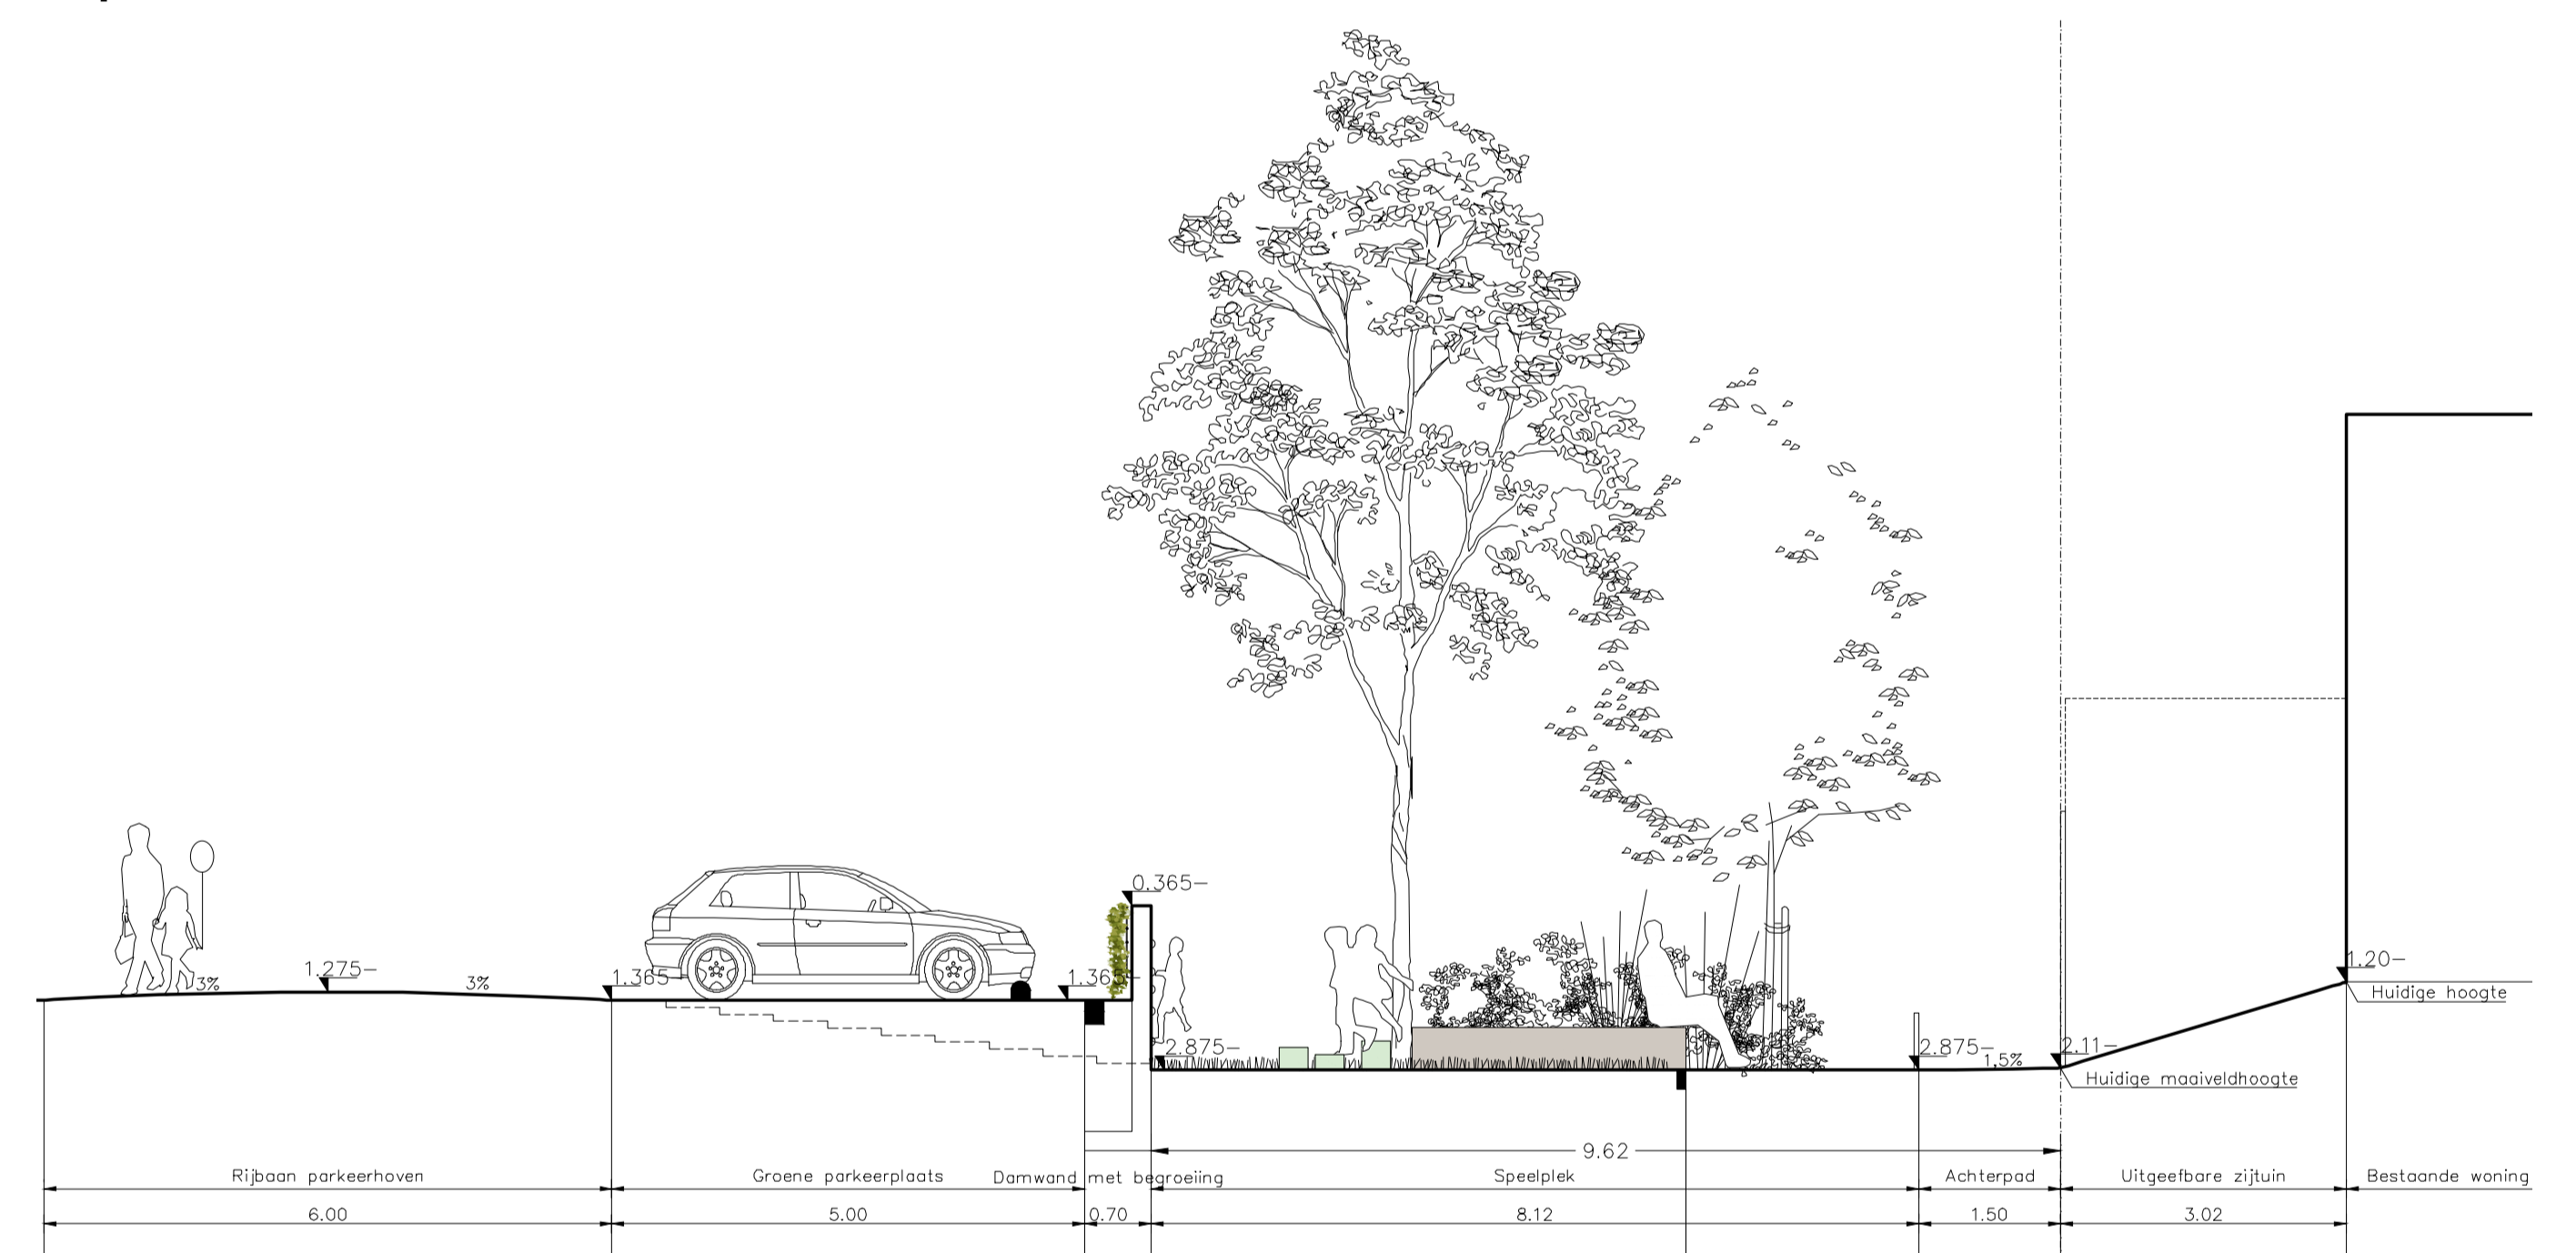 0.365-
1.275-
3%
3%
1.365-
1.365-
2.875-
2.875-
1,5%
2.11-
1.20-
Huidige hoogte
Huidige maaiveldhoogte
9.62
Rijbaan parkeerhoven
Groene parkeerplaats
Damwand met begroeiing
Speelplek
Achterpad
Uitgeefbare zijtuin
Bestaande woning
6.00
5.00
0.70
8.12
1.50
3.02